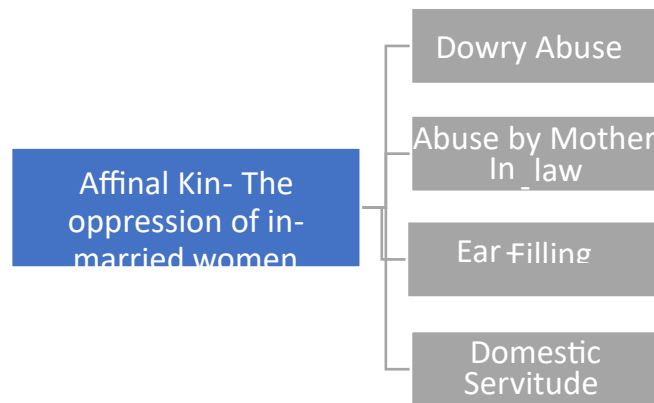 Affinal Kin- The
oppression of in-
married women
Dowry Abuse
Abuse by Mother
In_law
Ear-Filling
Domestic
Servitude